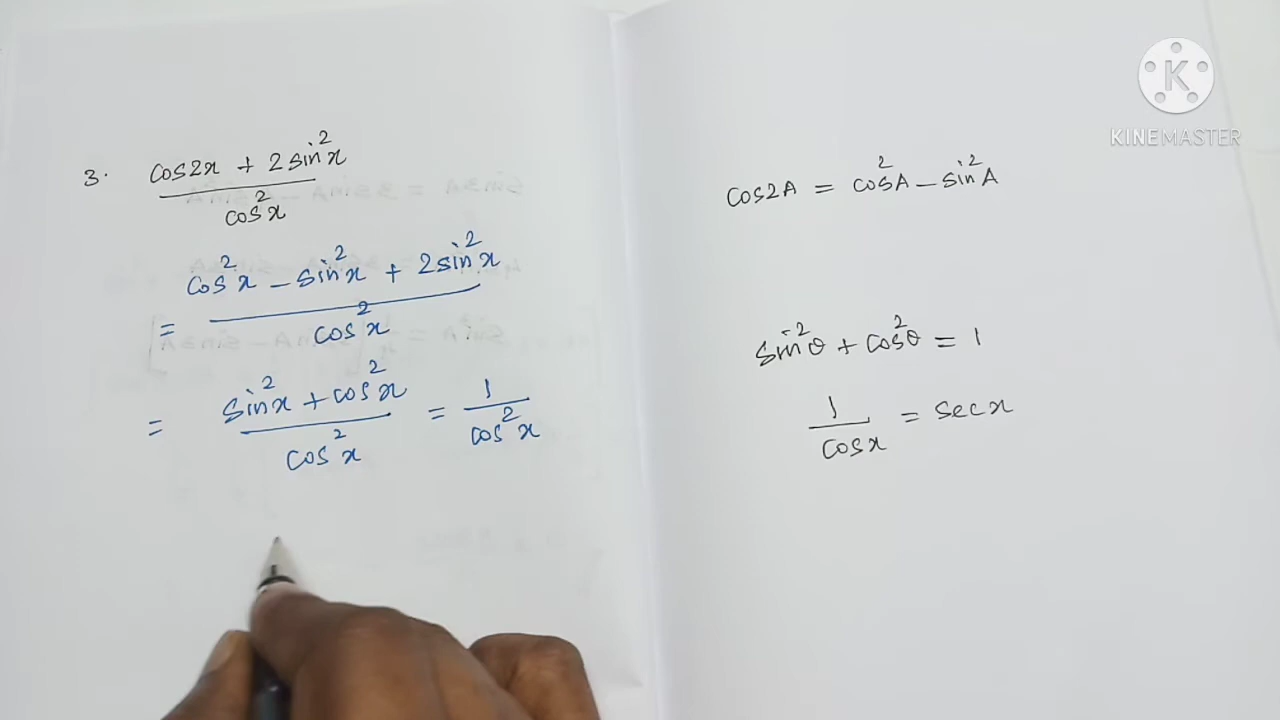 3. (cos2x + 2sin²x)/cos²x
= (cos²x − sin²x + 2sin²x)/cos²x
= (sin²x + cos²x)/cos²x = 1/cos²x
K
KINEMASTER
cos2A = cos²A − sin²A
sin²θ + cos²θ = 1
1/cosx = secx